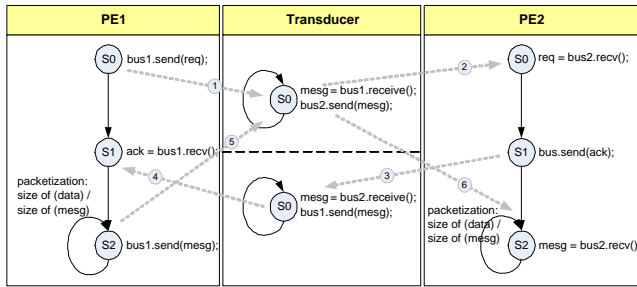 PE1
Transducer
PE2
S0
bus1.send(req);
1
S0
mesg = bus1.receive();
bus2.send(mesg);
2
S0
req = bus2.recv();
5
S1
ack = bus1.recv();
S1
bus.send(ack);
3
4
6
packetization:
size of (data) /
size of (mesg)
S0
mesg = bus2.receive();
bus1.send(mesg);
packetization:
size of (data) /
size of (mesg)
S2
bus1.send(mesg);
S2
mesg = bus2.recv()